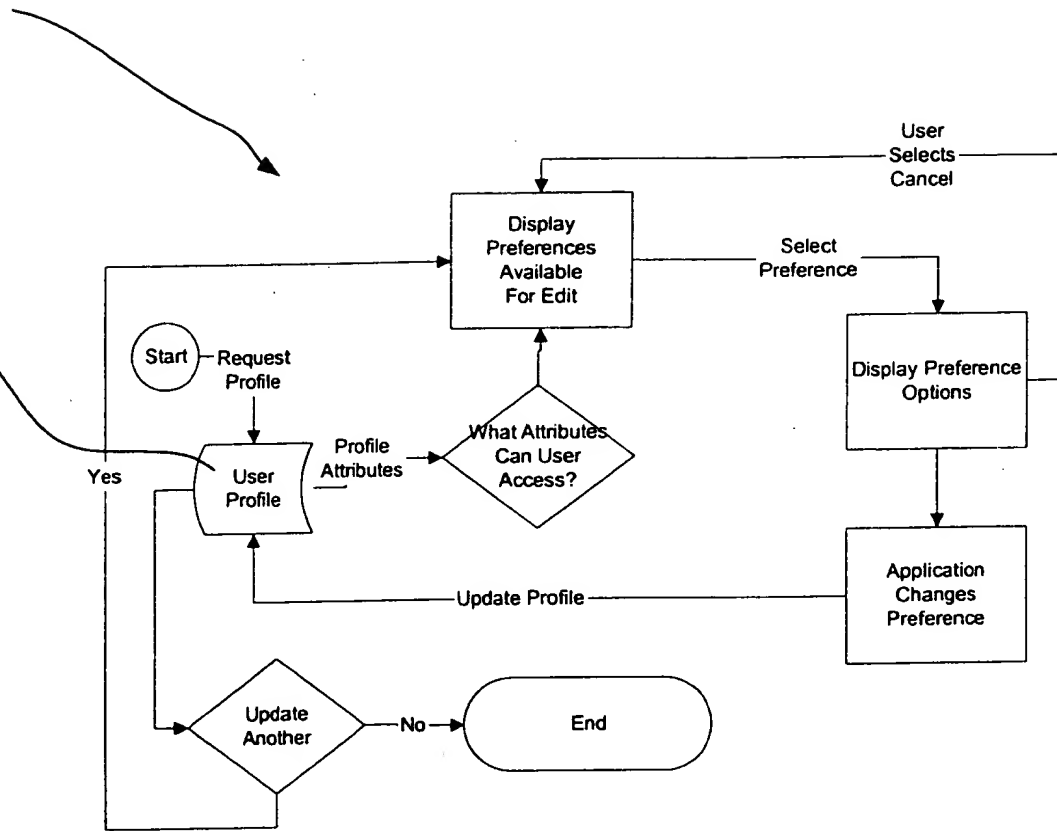 User
Selects
Cancel
Display
Preferences
Available
For Edit
Select
Preference
Start
Request
Profile
Display Preference
Options
What Attributes
Can User
Access?
Profile
Attributes
User
Profile
Yes
Application
Changes
Preference
Update Profile
Update
Another
No
End